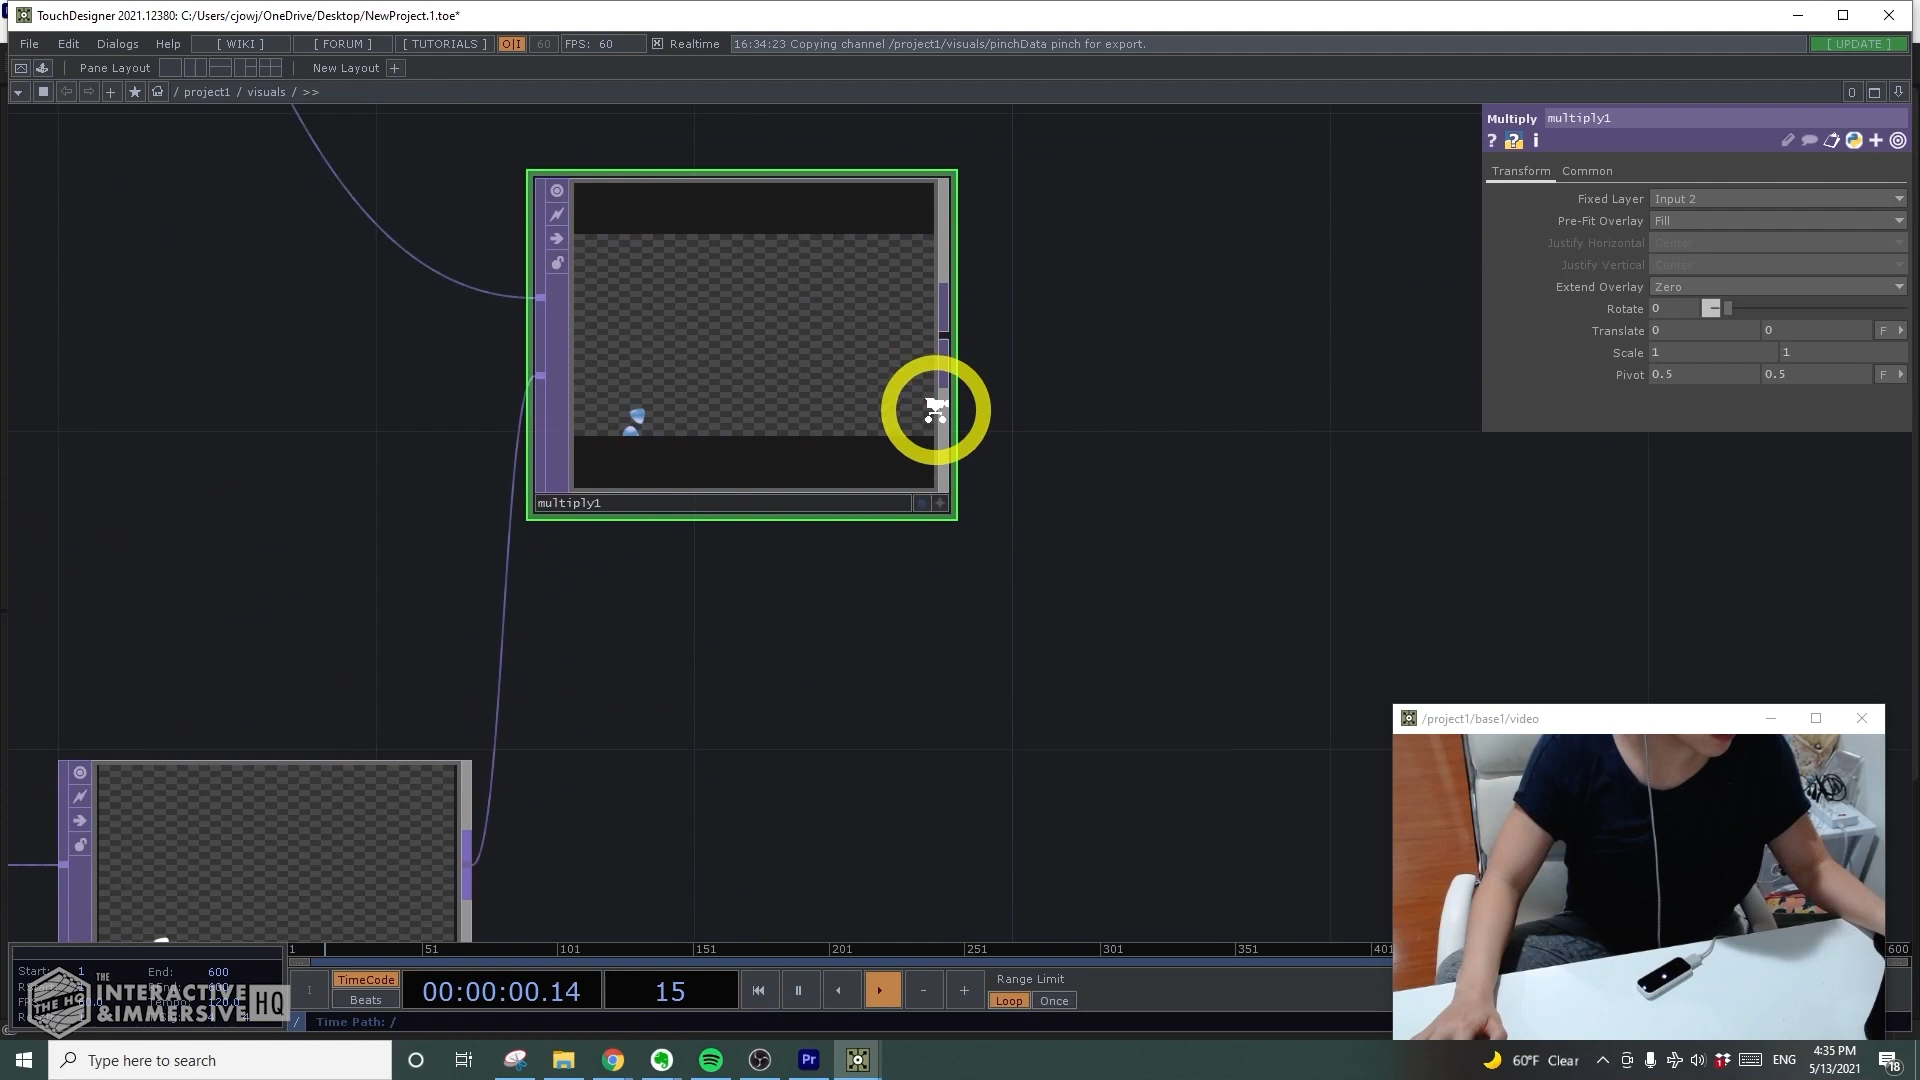 TouchDesigner 2021.12380: C:/Users/cjowj/OneDrive/Desktop/NewProject.1.toe*
File Edit Dialogs Help [ WIKI ] [ FORUM ] [ TUTORIALS ] O|I 60 FPS: 60 Realtime 16:34:23 Copying channel /project1/visuals/pinchData pinch for export. [ UPDATE ]
Pane Layout New Layout +
/ project1 / visuals / >> 0
Multiply multiply1
? ? i
Transform Common
Fixed Layer Input 2
Pre-Fit Overlay Fill
Justify Horizontal Center
Justify Vertical Center
Extend Overlay Zero
Rotate 0
Translate 0 0 F
Scale 1 1
Pivot 0.5 0.5 F
multiply1
/project1/base1/video
1 51 101 151 201 251 301 351 401 600
Start: 1 End: 600
TimeCode
Beats
00:00:00.14 15
Range Limit
Loop Once
THE
INTERACTIVE
&IMMERSIVE HQ
THE HQ
/ Time Path: /
Type here to search
Pr
60°F Clear
ENG
4:35 PM
5/13/2021
18